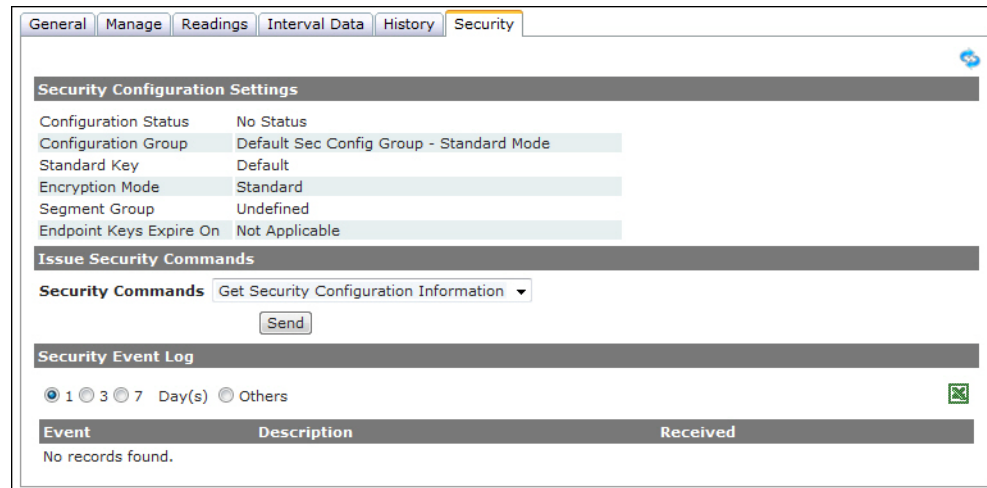 General Manage Readings Interval Data History Security
Security Configuration Settings
Configuration Status No Status
Configuration Group Default Sec Config Group - Standard Mode
Standard Key Default
Encryption Mode Standard
Segment Group Undefined
Endpoint Keys Expire On Not Applicable
Issue Security Commands
Security Commands Get Security Configuration Information
Send
Security Event Log
1 3 7 Day(s) Others
Event Description Received
No records found.